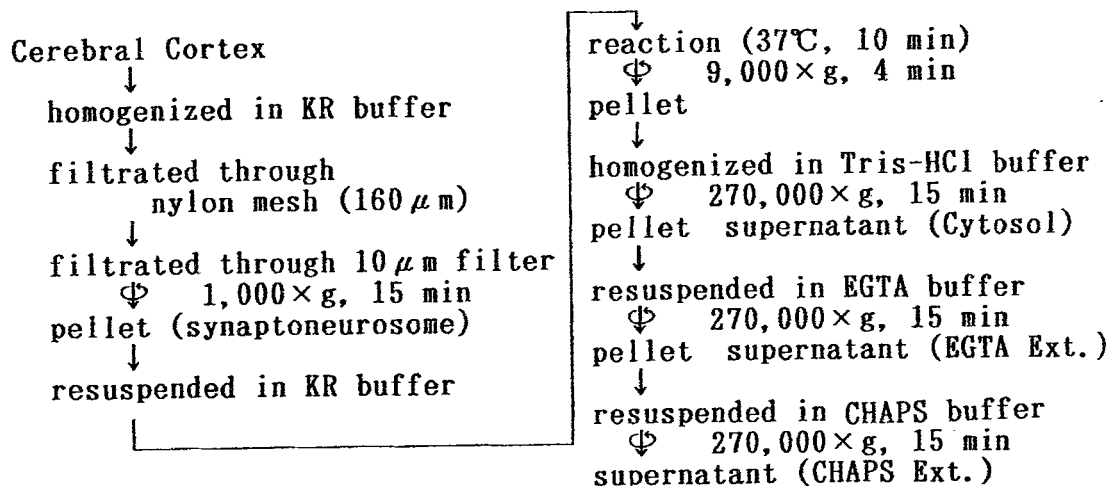 Cerebral Cortex
↓
homogenized in KR buffer
↓
filtrated through
nylon mesh (160 μm)
↓
filtrated through 10 μm filter
1,000×g, 15 min
pellet (synaptoneurosome)
↓
resuspended in KR buffer
reaction (37℃, 10 min)
9,000×g, 4 min
pellet
↓
homogenized in Tris-HCl buffer
270,000×g, 15 min
pellet supernatant (Cytosol)
↓
resuspended in EGTA buffer
270,000×g, 15 min
pellet supernatant (EGTA Ext.)
↓
resuspended in CHAPS buffer
270,000×g, 15 min
supernatant (CHAPS Ext.)